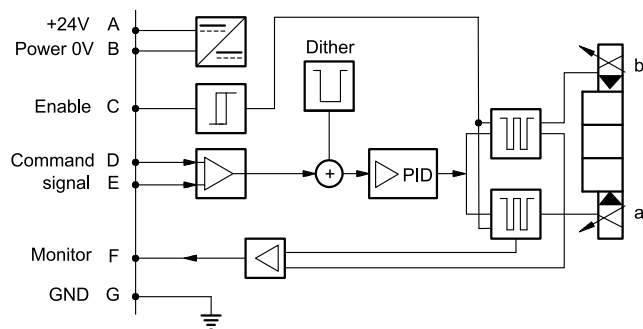 +24V A
Power 0V B
Dither
b
Enable C
Command D
signal E
+
PID
a
Monitor F
GND G